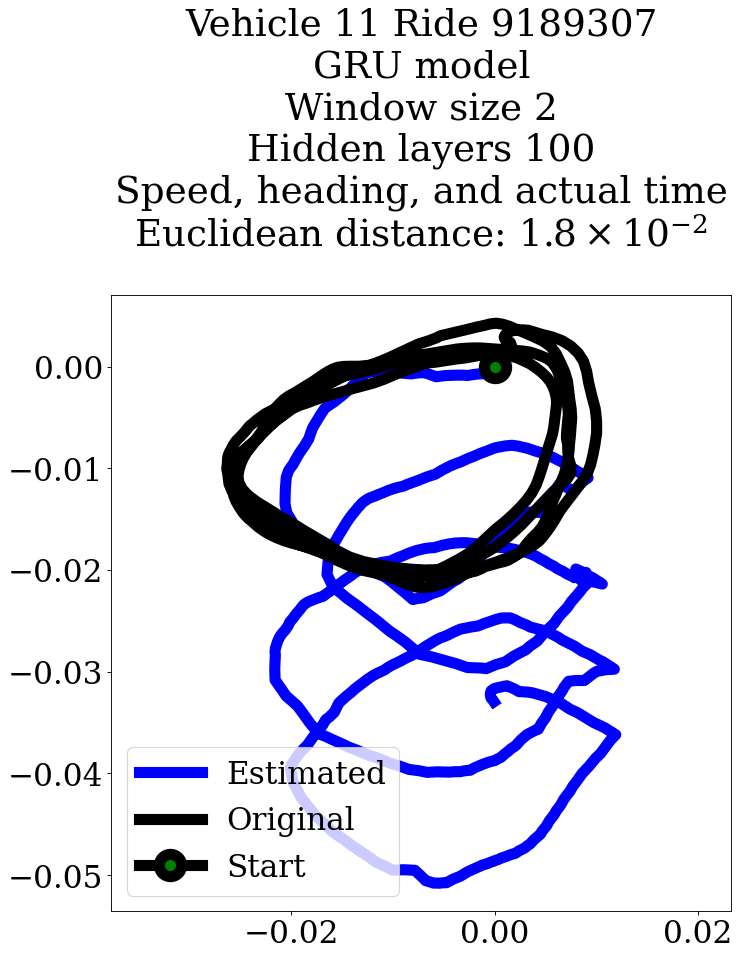 Vehicle 11 Ride 9189307
GRU model
Window size 2
Hidden layers 100
Speed, heading, and actual time
Euclidean distance: 1.8 × 10⁻²
0.00
−0.01
−0.02
−0.03
−0.04
−0.05
Estimated
Original
Start
−0.02
0.00
0.02